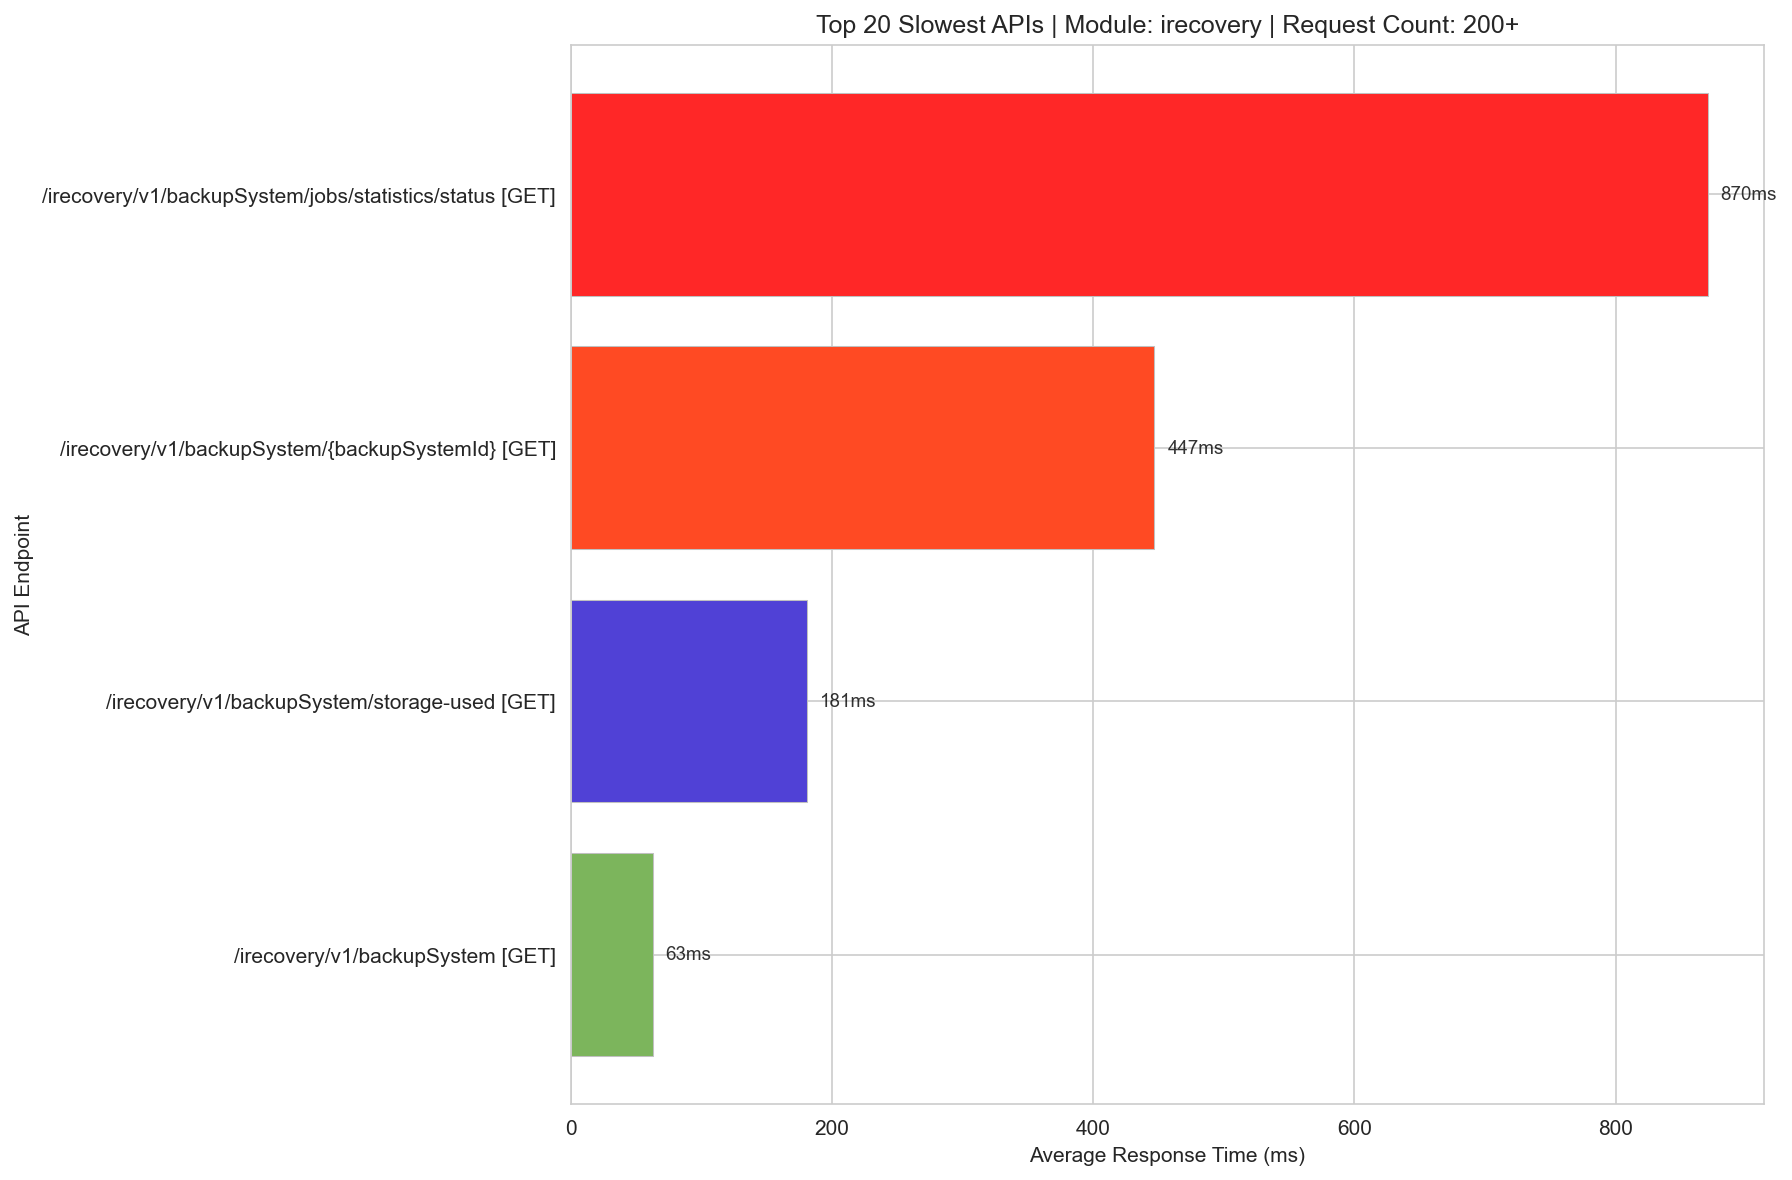 Top 20 Slowest APIs | Module: irecovery | Request Count: 200+
/irecovery/v1/backupSystem/jobs/statistics/status [GET]
870ms
/irecovery/v1/backupSystem/{backupSystemId} [GET]
447ms
/irecovery/v1/backupSystem/storage-used [GET]
181ms
/irecovery/v1/backupSystem [GET]
63ms
API Endpoint
0
200
400
600
800
Average Response Time (ms)